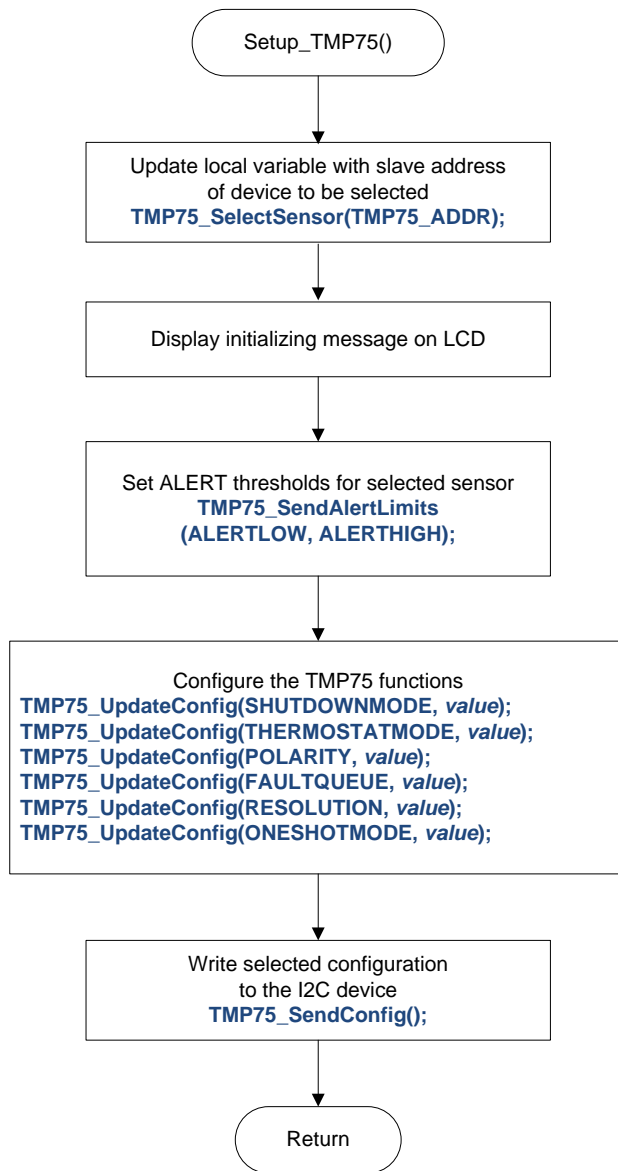 Setup_TMP75()
Update local variable with slave address
of device to be selected
TMP75_SelectSensor(TMP75_ADDR);
Display initializing message on LCD
Set ALERT thresholds for selected sensor
TMP75_SendAlertLimits
(ALERTLOW, ALERTHIGH);
Configure the TMP75 functions
TMP75_UpdateConfig(SHUTDOWNMODE, value);
TMP75_UpdateConfig(THERMOSTATMODE, value);
TMP75_UpdateConfig(POLARITY, value);
TMP75_UpdateConfig(FAULTQUEUE, value);
TMP75_UpdateConfig(RESOLUTION, value);
TMP75_UpdateConfig(ONESHOTMODE, value);
Write selected configuration
to the I2C device
TMP75_SendConfig();
Return